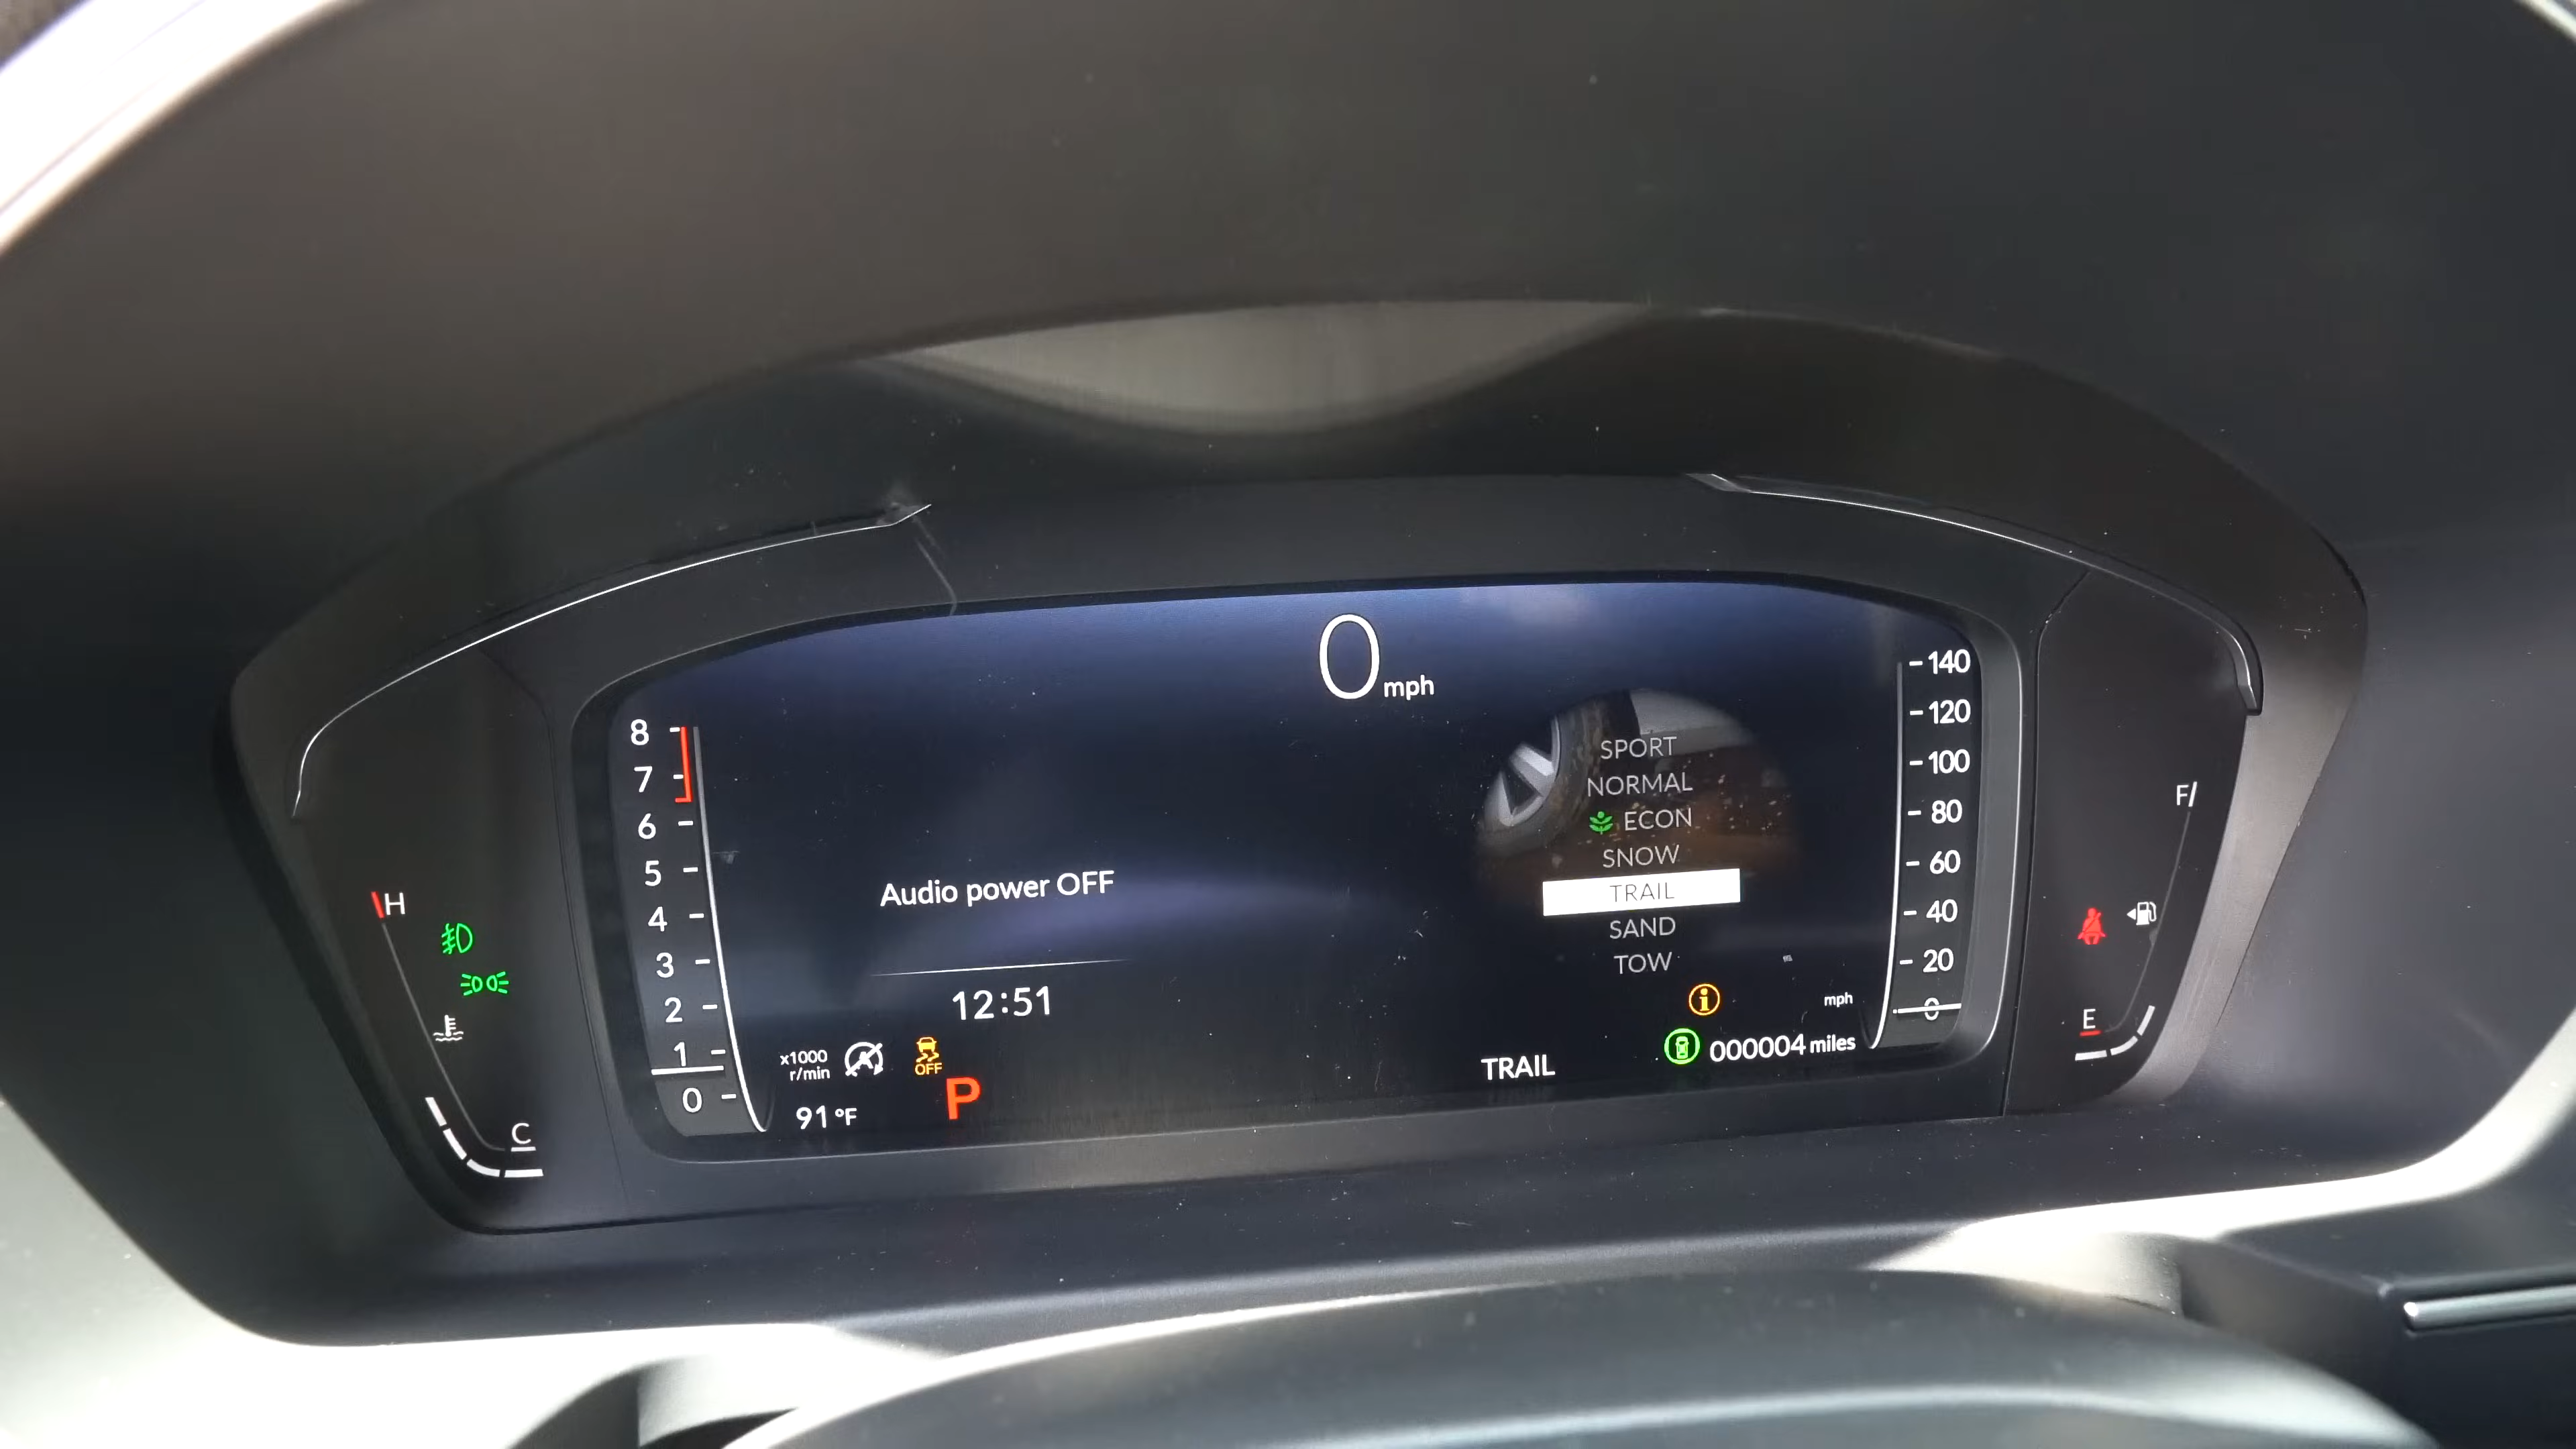 0 mph
8
7
6
5
4
3
2
1
0
x1000
r/min
91 °F
Audio power OFF
12:51
OFF
P
SPORT
NORMAL
ECON
SNOW
TRAIL
SAND
TOW
TRAIL
i
000004 miles
mph
140
120
100
80
60
40
20
0
H
C
F
E